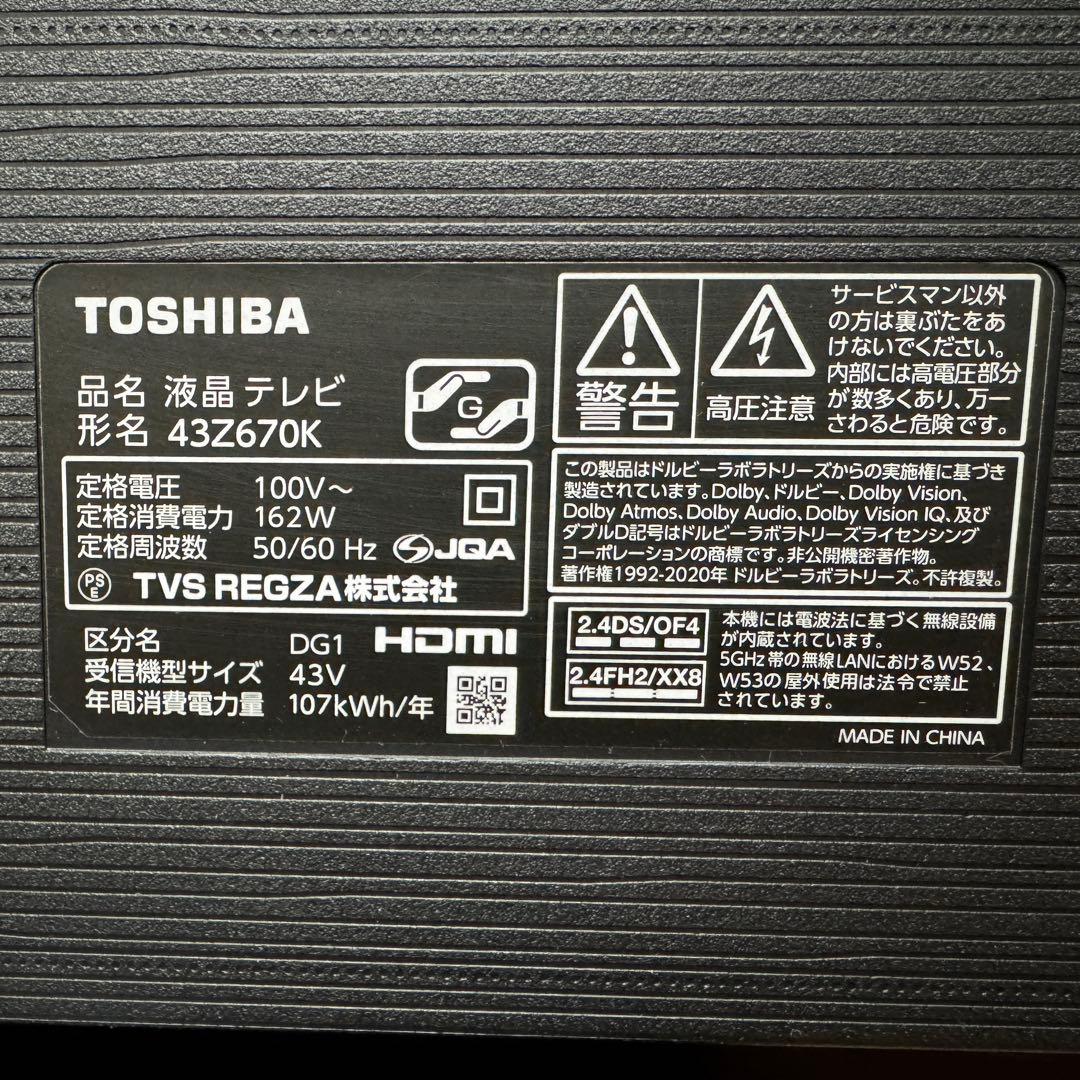 TOSHIBA
品名 液晶テレビ
形名 43Z670K
G
定格電圧 100V～
定格消費電力 162W
定格周波数 50/60 Hz
JQA
PS
E
TVS REGZA株式会社
区分名 DG1
HDMI
受信機型サイズ 43V
年間消費電力量 107kWh/年
警告
高圧注意
サービスマン以外
の方は裏ぶたをあ
けないでください。
内部には高電圧部分
が数多くあり、万一
さわると危険です。
この製品はドルビーラボラトリーズからの実施権に基づき
製造されています。Dolby、ドルビー、Dolby Vision、
Dolby Atmos、Dolby Audio、Dolby Vision IQ、及び
ダブルD記号はドルビーラボラトリーズライセンシング
コーポレーションの商標です。非公開機密著作物。
著作権1992-2020年 ドルビーラボラトリーズ。不許複製。
2.4DS/OF4
2.4FH2/XX8
本機には電波法に基づく無線設備
が内蔵されています。
5GHz帯の無線LANにおけるW52、
W53の屋外使用は法令で禁止
されています。
MADE IN CHINA